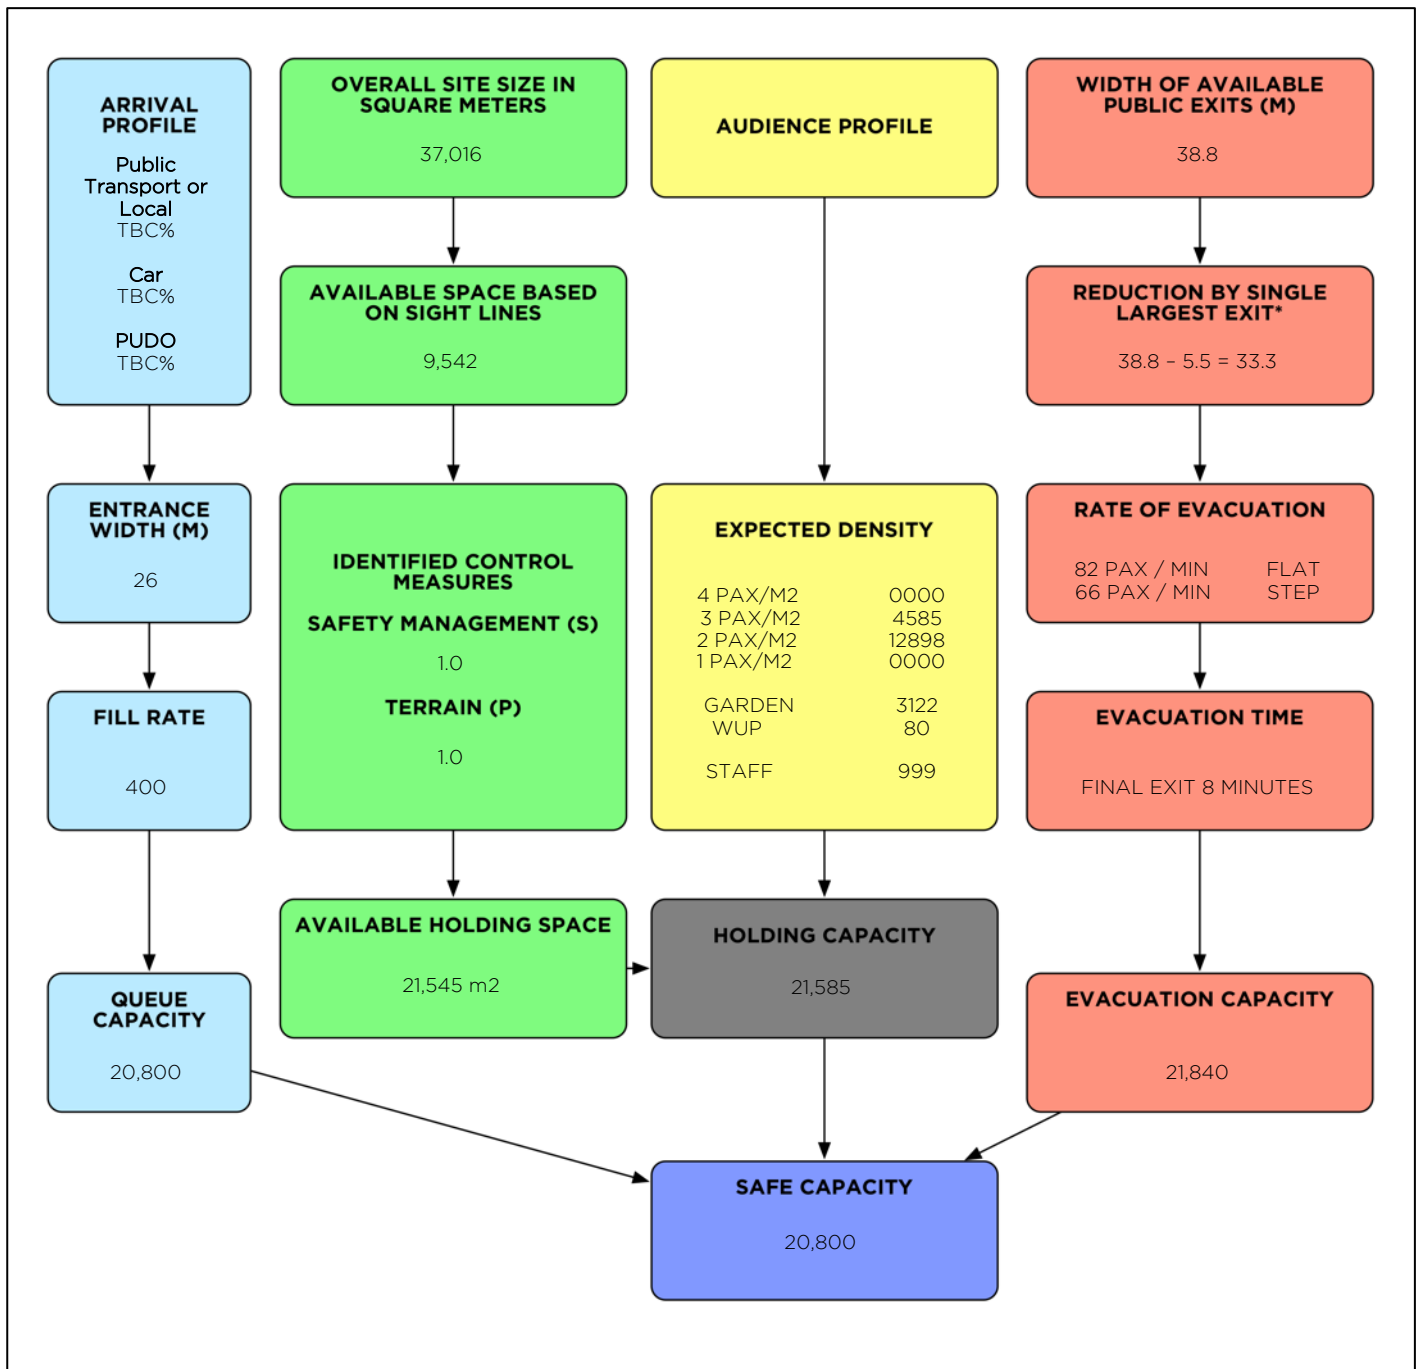 ARRIVAL
PROFILE
Public
Transport or
Local
TBC%
Car
TBC%
PUDO
TBC%
ENTRANCE
WIDTH (M)
26
FILL RATE
400
QUEUE
CAPACITY
20,800
OVERALL SITE SIZE IN
SQUARE METERS
37,016
AVAILABLE SPACE BASED
ON SIGHT LINES
9,542
IDENTIFIED CONTROL
MEASURES
SAFETY MANAGEMENT (S)
1.0
TERRAIN (P)
1.0
AVAILABLE HOLDING SPACE
21,545 m2
AUDIENCE PROFILE
EXPECTED DENSITY
4 PAX/M2 0000
3 PAX/M2 4585
2 PAX/M2 12898
1 PAX/M2 0000
GARDEN 3122
WUP 80
STAFF 999
HOLDING CAPACITY
21,585
WIDTH OF AVAILABLE
PUBLIC EXITS (M)
38.8
REDUCTION BY SINGLE
LARGEST EXIT*
38.8 – 5.5 = 33.3
RATE OF EVACUATION
82 PAX / MIN FLAT
66 PAX / MIN STEP
EVACUATION TIME
FINAL EXIT 8 MINUTES
EVACUATION CAPACITY
21,840
SAFE CAPACITY
20,800